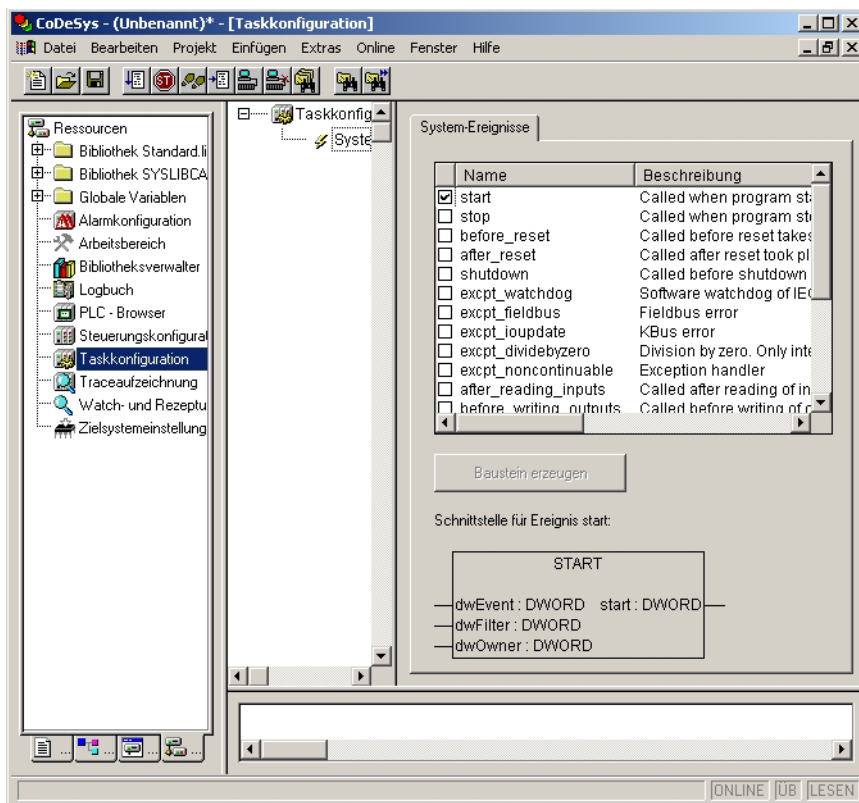 CoDeSys - (Unbenannt)* - [Taskkonfiguration]
Datei Bearbeiten Projekt Einfügen Extras Online Fenster Hilfe
Ressourcen
Bibliothek Standard.li
Bibliothek SYSLIBCA
Globale Variablen
Alarmkonfiguration
Arbeitsbereich
Bibliotheksverwalter
Logbuch
PLC - Browser
Steuerungskonfigurat
Taskkonfiguration
Traceaufzeichnung
Watch- und Rezeptu
Zielsystemeinstellung
... ... ... ...
Taskkonfig
Syste
System-Ereignisse
Name Beschreibung
start Called when program sta
stop Called when program sto
before_reset Called before reset takes
after_reset Called after reset took pl
shutdown Called before shutdown
excpt_watchdog Software watchdog of IEC
excpt_fieldbus Fieldbus error
excpt_ioupdate KBus error
excpt_dividebyzero Division by zero. Only inte
excpt_noncontinuable Exception handler
after_reading_inputs Called after reading of in
before_writing_outputs Called before writing of o
Baustein erzeugen
Schnittstelle für Ereignis start:
START
dwEvent : DWORD start : DWORD
dwFilter : DWORD
dwOwner : DWORD
ONLINE ÜB LESEN